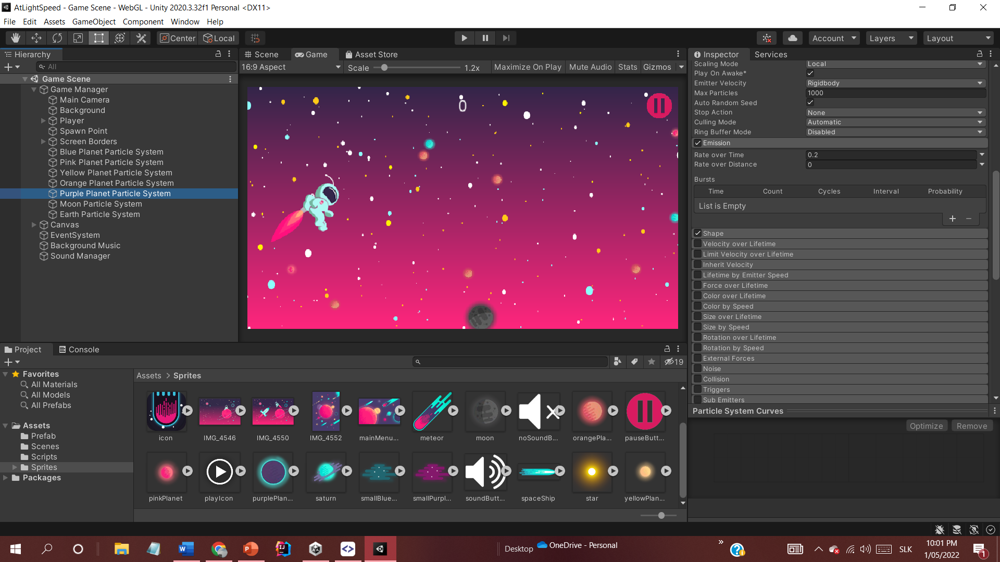 AtLightSpeed - Game Scene - WebGL - Unity 2020.3.32f1 Personal <DX11>
File Edit Assets GameObject Component Window Help
Center Local Account Layers Layout
Hierarchy
All
Game Scene
Game Manager
Main Camera
Background
Player
Spawn Point
Screen Borders
Blue Planet Particle System
Pink Planet Particle System
Yellow Planet Particle System
Orange Planet Particle System
Purple Planet Particle System
Moon Particle System
Earth Particle System
Canvas
EventSystem
Background Music
Sound Manager
Scene Game Asset Store
16:9 Aspect Scale 1.2x Maximize On Play Mute Audio Stats Gizmos
0
Inspector Services
Scaling Mode Local
Play On Awake*
Emitter Velocity Rigidbody
Max Particles 1000
Auto Random Seed
Stop Action None
Culling Mode Automatic
Ring Buffer Mode Disabled
Emission
Rate over Time 0.2
Rate over Distance 0
Bursts
Time Count Cycles Interval Probability
List is Empty
Shape
Velocity over Lifetime
Limit Velocity over Lifetime
Inherit Velocity
Lifetime by Emitter Speed
Force over Lifetime
Color over Lifetime
Color by Speed
Size over Lifetime
Size by Speed
Rotation over Lifetime
Rotation by Speed
External Forces
Noise
Collision
Triggers
Sub Emitters
Particle System Curves
Optimize Remove
Project Console
19
Favorites
All Materials
All Models
All Prefabs
Assets
Prefab
Scenes
Scripts
Sprites
Packages
Assets > Sprites
icon IMG_4546 IMG_4550 IMG_4552 mainMenu... meteor moon noSoundB... orangePla... pauseButt...
pinkPlanet playIcon purplePlan... saturn smallBlue... smallPurpl... soundButt... spaceShip star yellowPlan...
Desktop OneDrive - Personal
SLK
10:01 PM
1/05/2022
1